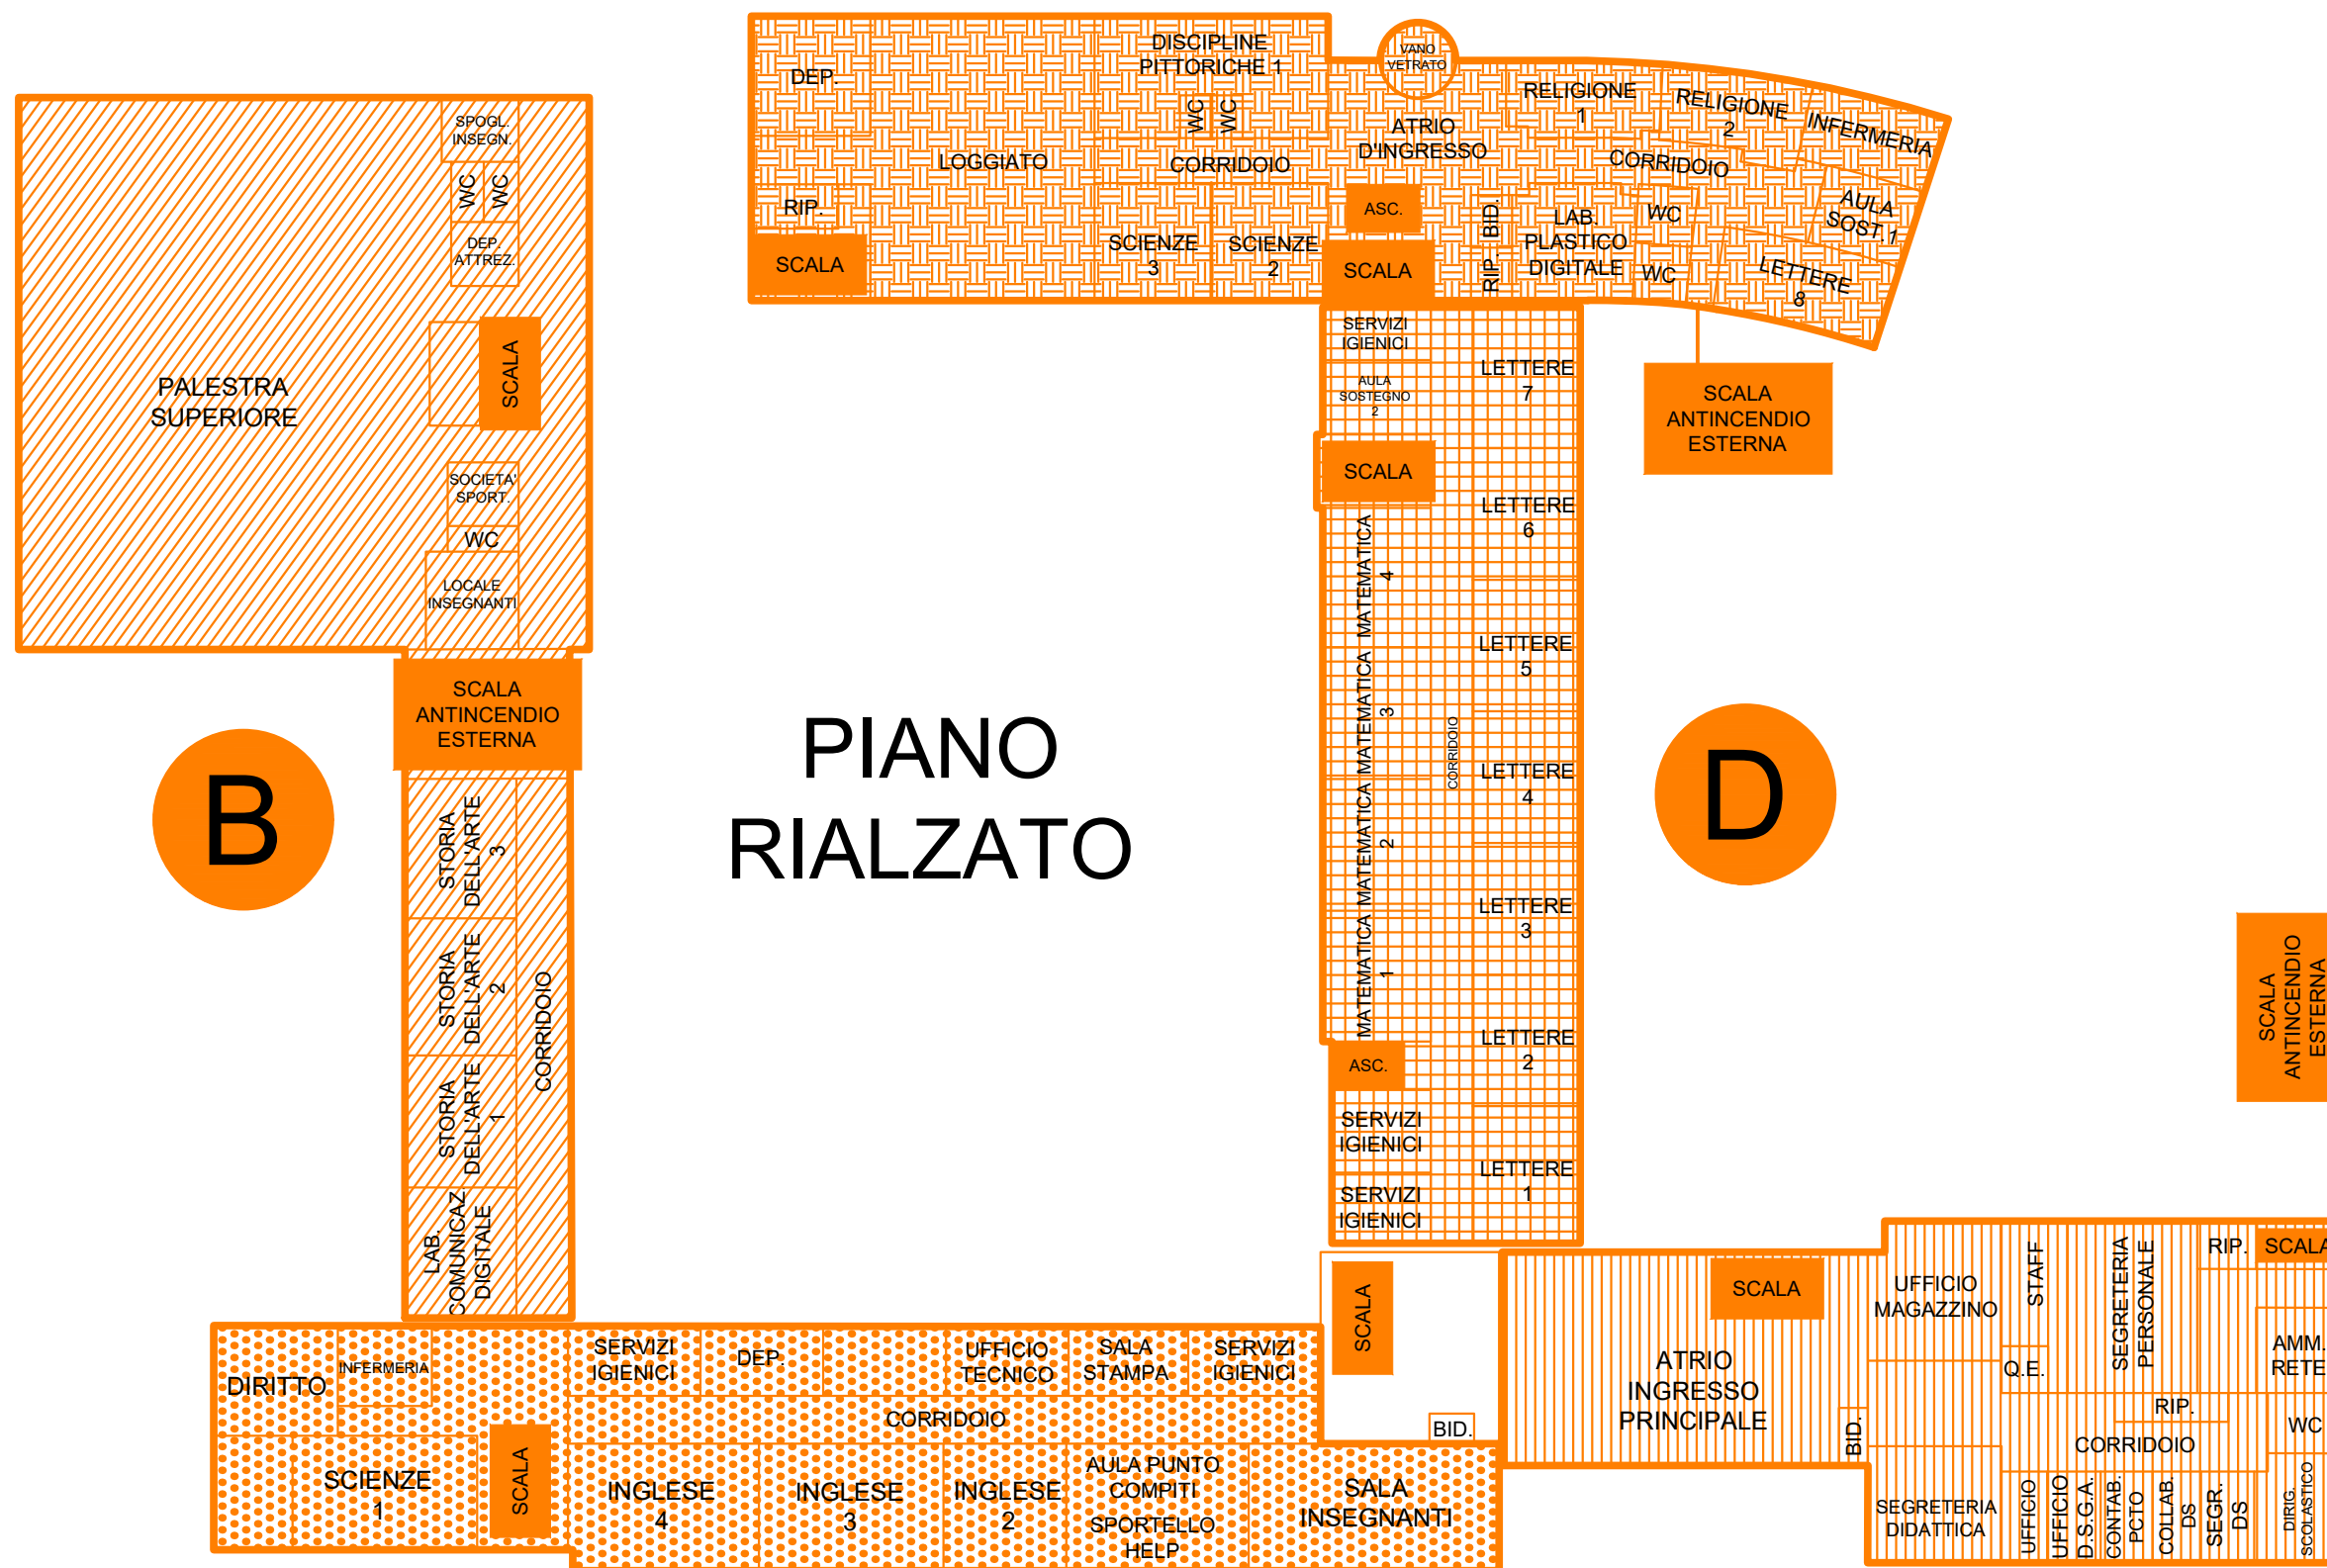 DISCIPLINE
PITTORICHE 1
DEP.
WC
WC
LOGGIATO
CORRIDOIO
RIP.
SCALA
SCIENZE
3
SCIENZE
2
VANO
VETRATO
ATRIO
D'INGRESSO
ASC.
SCALA
BID.
RIP.
RELIGIONE
1
RELIGIONE
2
INFERMERIA
CORRIDOIO
LAB.
PLASTICO
DIGITALE
WC
WC
AULA
SOST.1
LETTERE
8
SCALA
ANTINCENDIO
ESTERNA
SPOGL.
INSEGN.
WC
WC
DEP.
ATTREZ.
SCALA
PALESTRA
SUPERIORE
SOCIETA'
SPORT.
WC
LOCALE
INSEGNANTI
SCALA
ANTINCENDIO
ESTERNA
B
STORIA
DELL'ARTE
3
STORIA
DELL'ARTE
2
STORIA
DELL'ARTE
1
CORRIDOIO
LAB.
COMUNICAZ.
DIGITALE
PIANO
RIALZATO
SERVIZI
IGIENICI
AULA
SOSTEGNO
2
SCALA
MATEMATICA
4
MATEMATICA
3
MATEMATICA
2
MATEMATICA
1
CORRIDOIO
LETTERE
7
LETTERE
6
LETTERE
5
LETTERE
4
LETTERE
3
LETTERE
2
LETTERE
1
ASC.
SERVIZI
IGIENICI
SERVIZI
IGIENICI
D
SCALA
ANTINCENDIO
ESTERNA
DIRITTO
INFERMERIA
SCIENZE
1
SCALA
SERVIZI
IGIENICI
DEP.
UFFICIO
TECNICO
SALA
STAMPA
SERVIZI
IGIENICI
CORRIDOIO
INGLESE
4
INGLESE
3
INGLESE
2
AULA PUNTO
COMPITI
SPORTELLO
HELP
SALA
INSEGNANTI
SCALA
BID.
ATRIO
INGRESSO
PRINCIPALE
SCALA
BID.
UFFICIO
MAGAZZINO
STAFF
Q.E.
SEGRETERIA
PERSONALE
RIP.
SCALA
AMM.
RETE
RIP.
CORRIDOIO
WC
SEGRETERIA
DIDATTICA
UFFICIO
UFFICIO
D.S.G.A.
CONTAB.
PCTO
COLLAB.
DS
SEGR.
DS
DIRIG.
SCOLASTICO